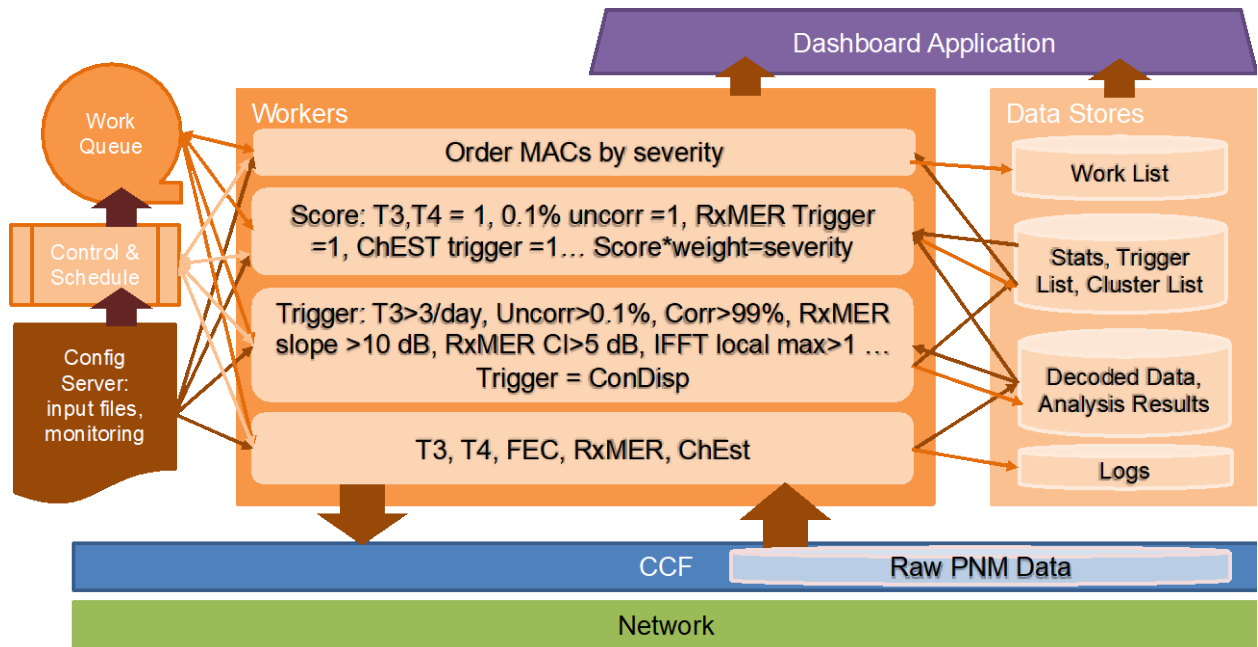 Dashboard Application
Work
Queue
Control &
Schedule
Config
Server:
input files,
monitoring
Workers
Order MACs by severity
Score: T3,T4 = 1, 0.1% uncorr =1, RxMER Trigger
=1, ChEST trigger =1… Score*weight=severity
Trigger: T3>3/day, Uncorr>0.1%, Corr>99%, RxMER
slope >10 dB, RxMER CI>5 dB, IFFT local max>1 …
Trigger = ConDisp
T3, T4, FEC, RxMER, ChEst
Data Stores
Work List
Stats, Trigger
List, Cluster List
Decoded Data,
Analysis Results
Logs
CCF
Raw PNM Data
Network